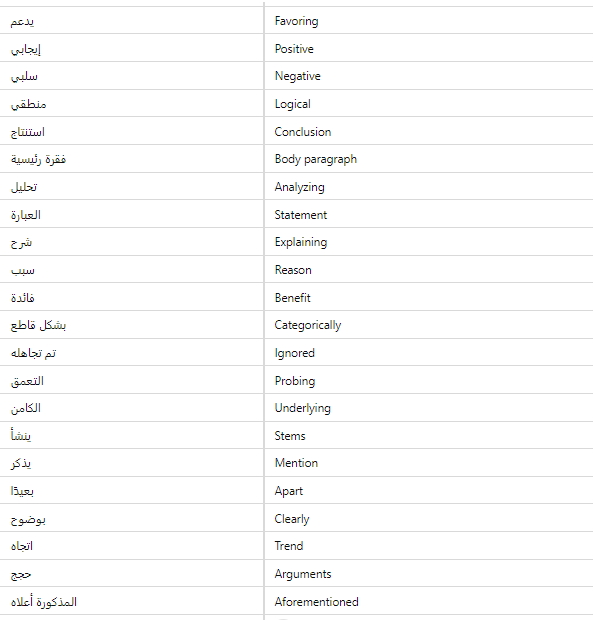 يدعم Favoring
إيجابي Positive
سلبي Negative
منطقي Logical
استنتاج Conclusion
فقرة رئيسية Body paragraph
تحليل Analyzing
العبارة Statement
شرح Explaining
سبب Reason
فائدة Benefit
بشكل قاطع Categorically
تم تجاهله Ignored
التعمق Probing
الكامن Underlying
ينشأ Stems
يذكر Mention
بعيدًا Apart
بوضوح Clearly
اتجاه Trend
حجج Arguments
المذكورة أعلاه Aforementioned